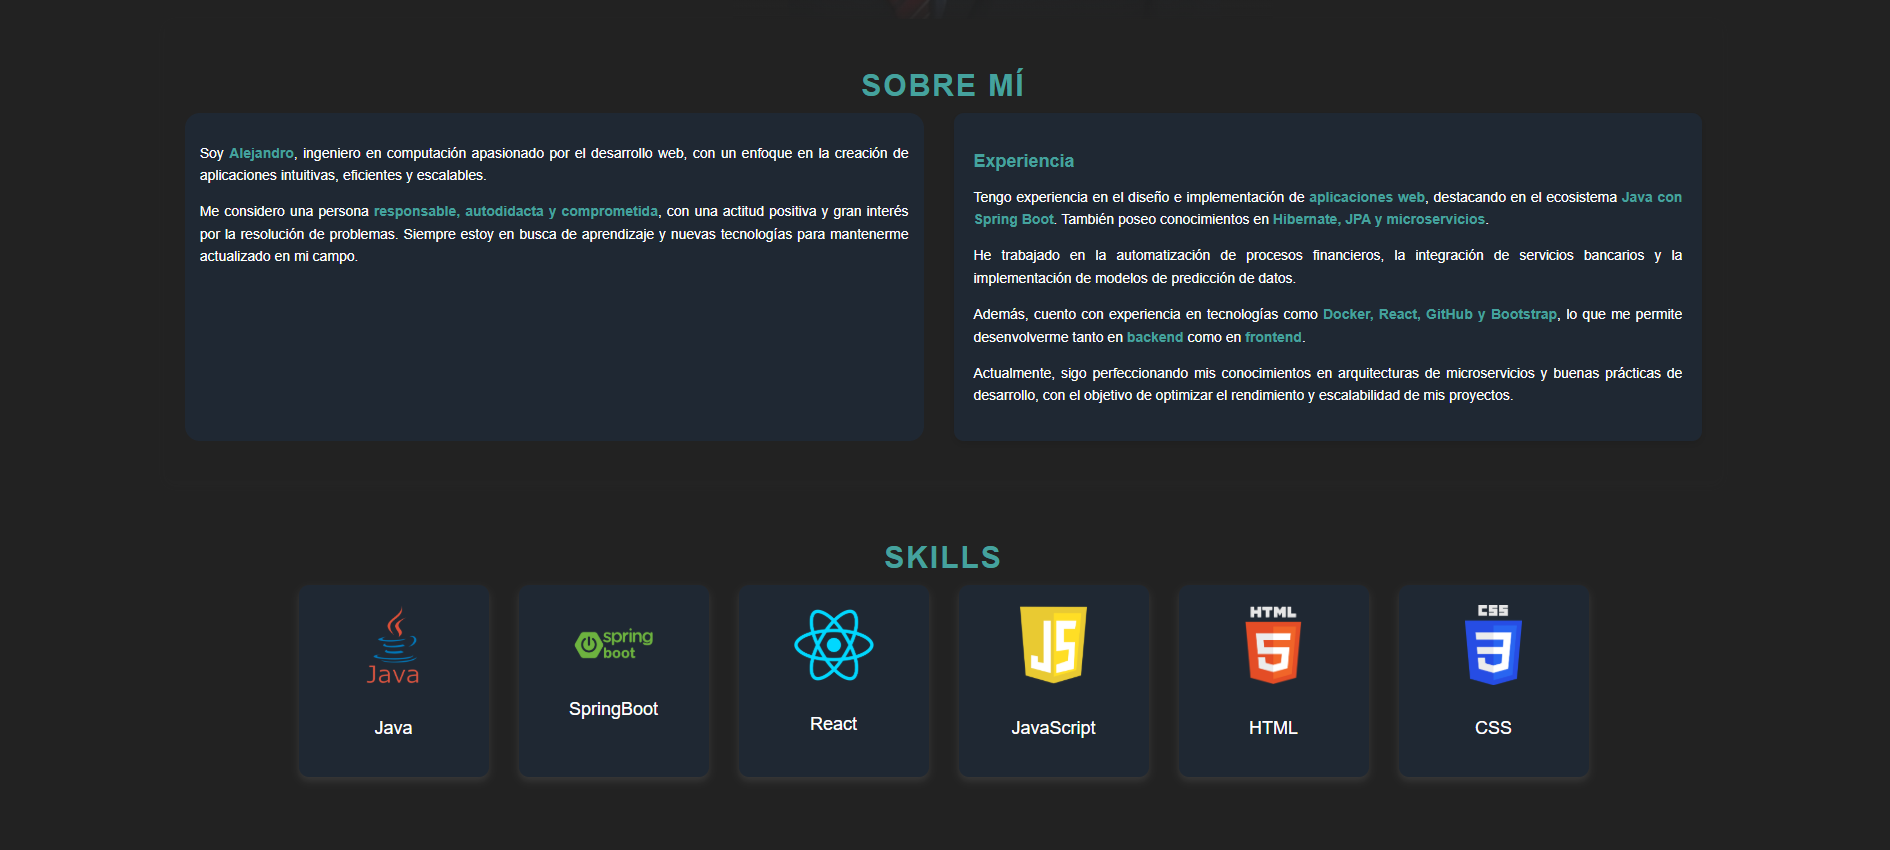 SOBRE MÍ
Soy Alejandro, ingeniero en computación apasionado por el desarrollo web, con un enfoque en la creación de
aplicaciones intuitivas, eficientes y escalables.
Me considero una persona responsable, autodidacta y comprometida, con una actitud positiva y gran interés
por la resolución de problemas. Siempre estoy en busca de aprendizaje y nuevas tecnologías para mantenerme
actualizado en mi campo.
Experiencia
Tengo experiencia en el diseño e implementación de aplicaciones web, destacando en el ecosistema Java con
Spring Boot. También poseo conocimientos en Hibernate, JPA y microservicios.
He trabajado en la automatización de procesos financieros, la integración de servicios bancarios y la
implementación de modelos de predicción de datos.
Además, cuento con experiencia en tecnologías como Docker, React, GitHub y Bootstrap, lo que me permite
desenvolverme tanto en backend como en frontend.
Actualmente, sigo perfeccionando mis conocimientos en arquitecturas de microservicios y buenas prácticas de
desarrollo, con el objetivo de optimizar el rendimiento y escalabilidad de mis proyectos.
SKILLS
Java
Java
spring
boot
SpringBoot
React
JS
JavaScript
HTML
5
HTML
CSS
3
CSS